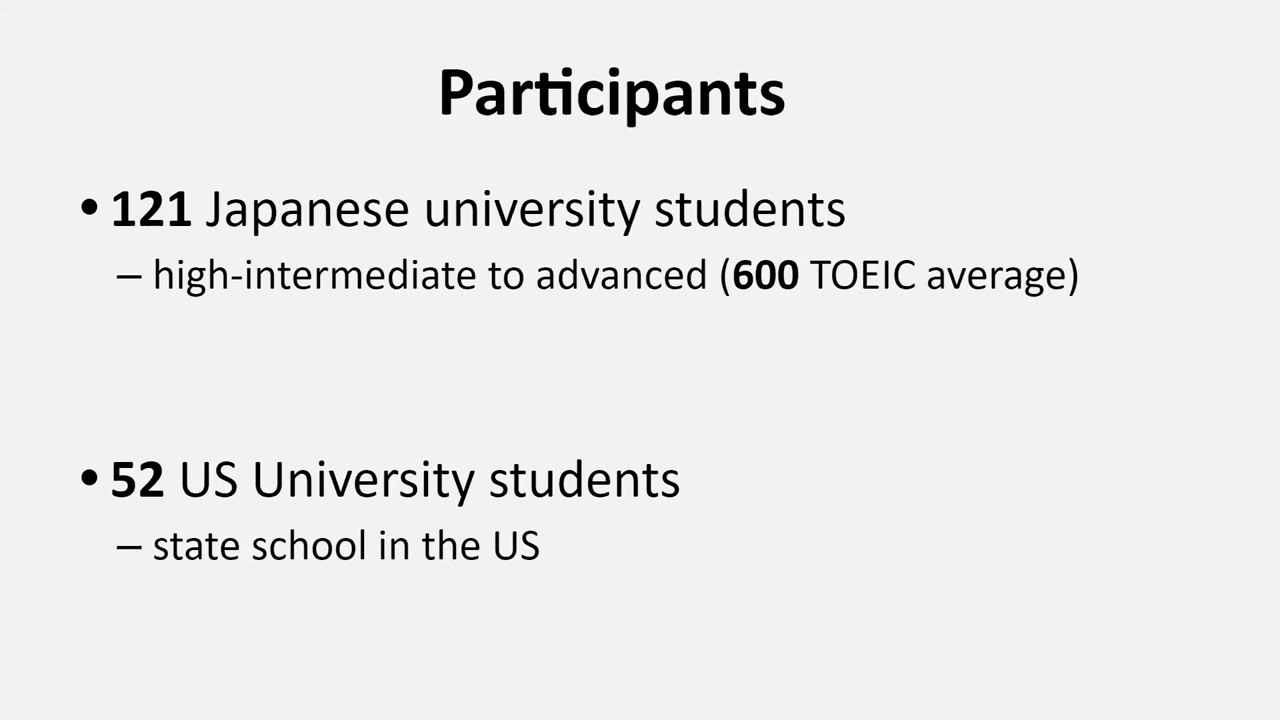 Participants
• 121 Japanese university students
– high-intermediate to advanced (600 TOEIC average)
• 52 US University students
– state school in the US